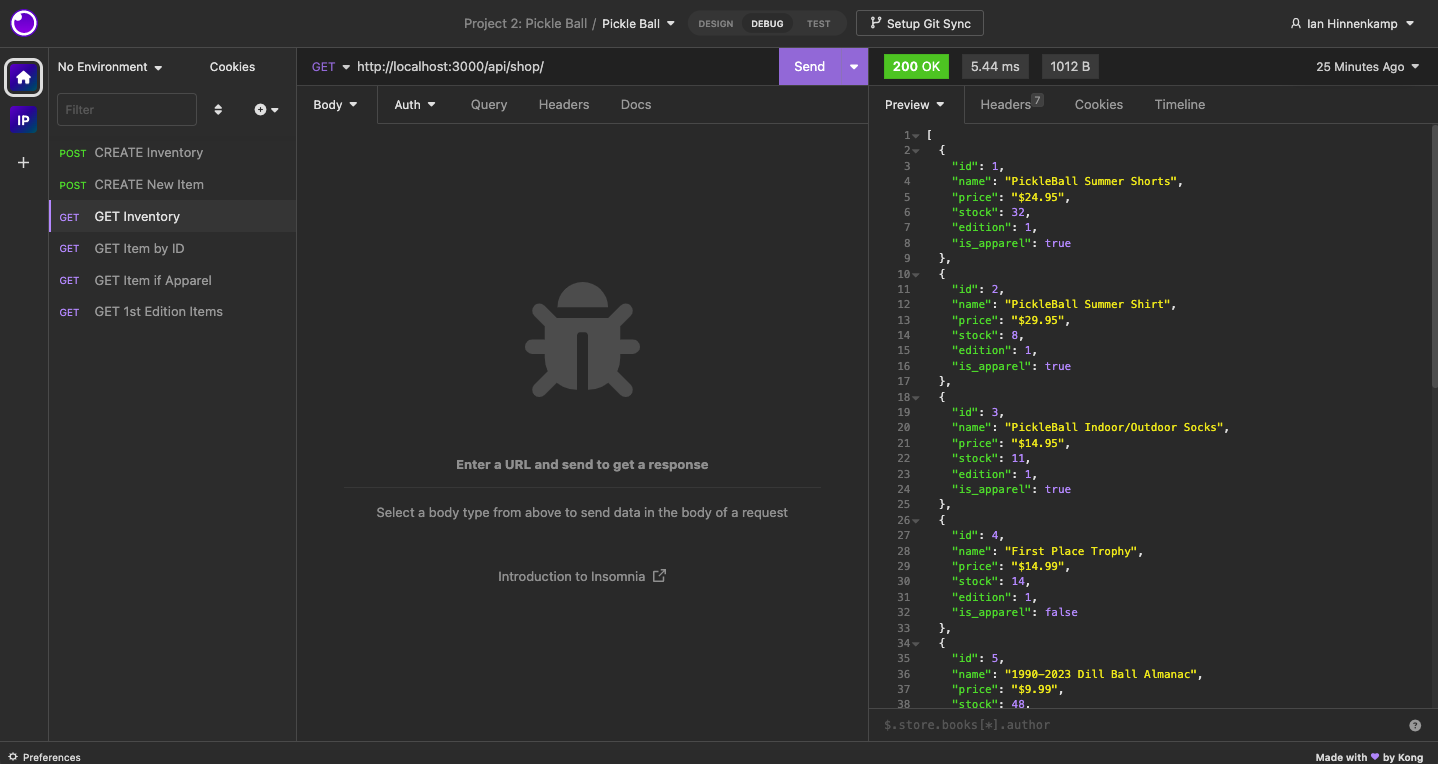 Project 2: Pickle Ball / Pickle Ball
DESIGN DEBUG TEST
Setup Git Sync
Ian Hinnenkamp
IP
No Environment
Cookies
Filter
POST CREATE Inventory
POST CREATE New Item
GET GET Inventory
GET GET Item by ID
GET GET Item if Apparel
GET GET 1st Edition Items
GET http://localhost:3000/api/shop/
Send
Body Auth Query Headers Docs
Enter a URL and send to get a response
Select a body type from above to send data in the body of a request
Introduction to Insomnia
200 OK 5.44 ms 1012 B 25 Minutes Ago
Preview Headers 7 Cookies Timeline
1 [
2 {
3 "id": 1,
4 "name": "PickleBall Summer Shorts",
5 "price": "$24.95",
6 "stock": 32,
7 "edition": 1,
8 "is_apparel": true
9 },
10 {
11 "id": 2,
12 "name": "PickleBall Summer Shirt",
13 "price": "$29.95",
14 "stock": 8,
15 "edition": 1,
16 "is_apparel": true
17 },
18 {
19 "id": 3,
20 "name": "PickleBall Indoor/Outdoor Socks",
21 "price": "$14.95",
22 "stock": 11,
23 "edition": 1,
24 "is_apparel": true
25 },
26 {
27 "id": 4,
28 "name": "First Place Trophy",
29 "price": "$14.99",
30 "stock": 14,
31 "edition": 1,
32 "is_apparel": false
33 },
34 {
35 "id": 5,
36 "name": "1990-2023 Dill Ball Almanac",
37 "price": "$9.99",
38 "stock": 48,
$.store.books[*].author
Preferences
Made with ♥ by Kong